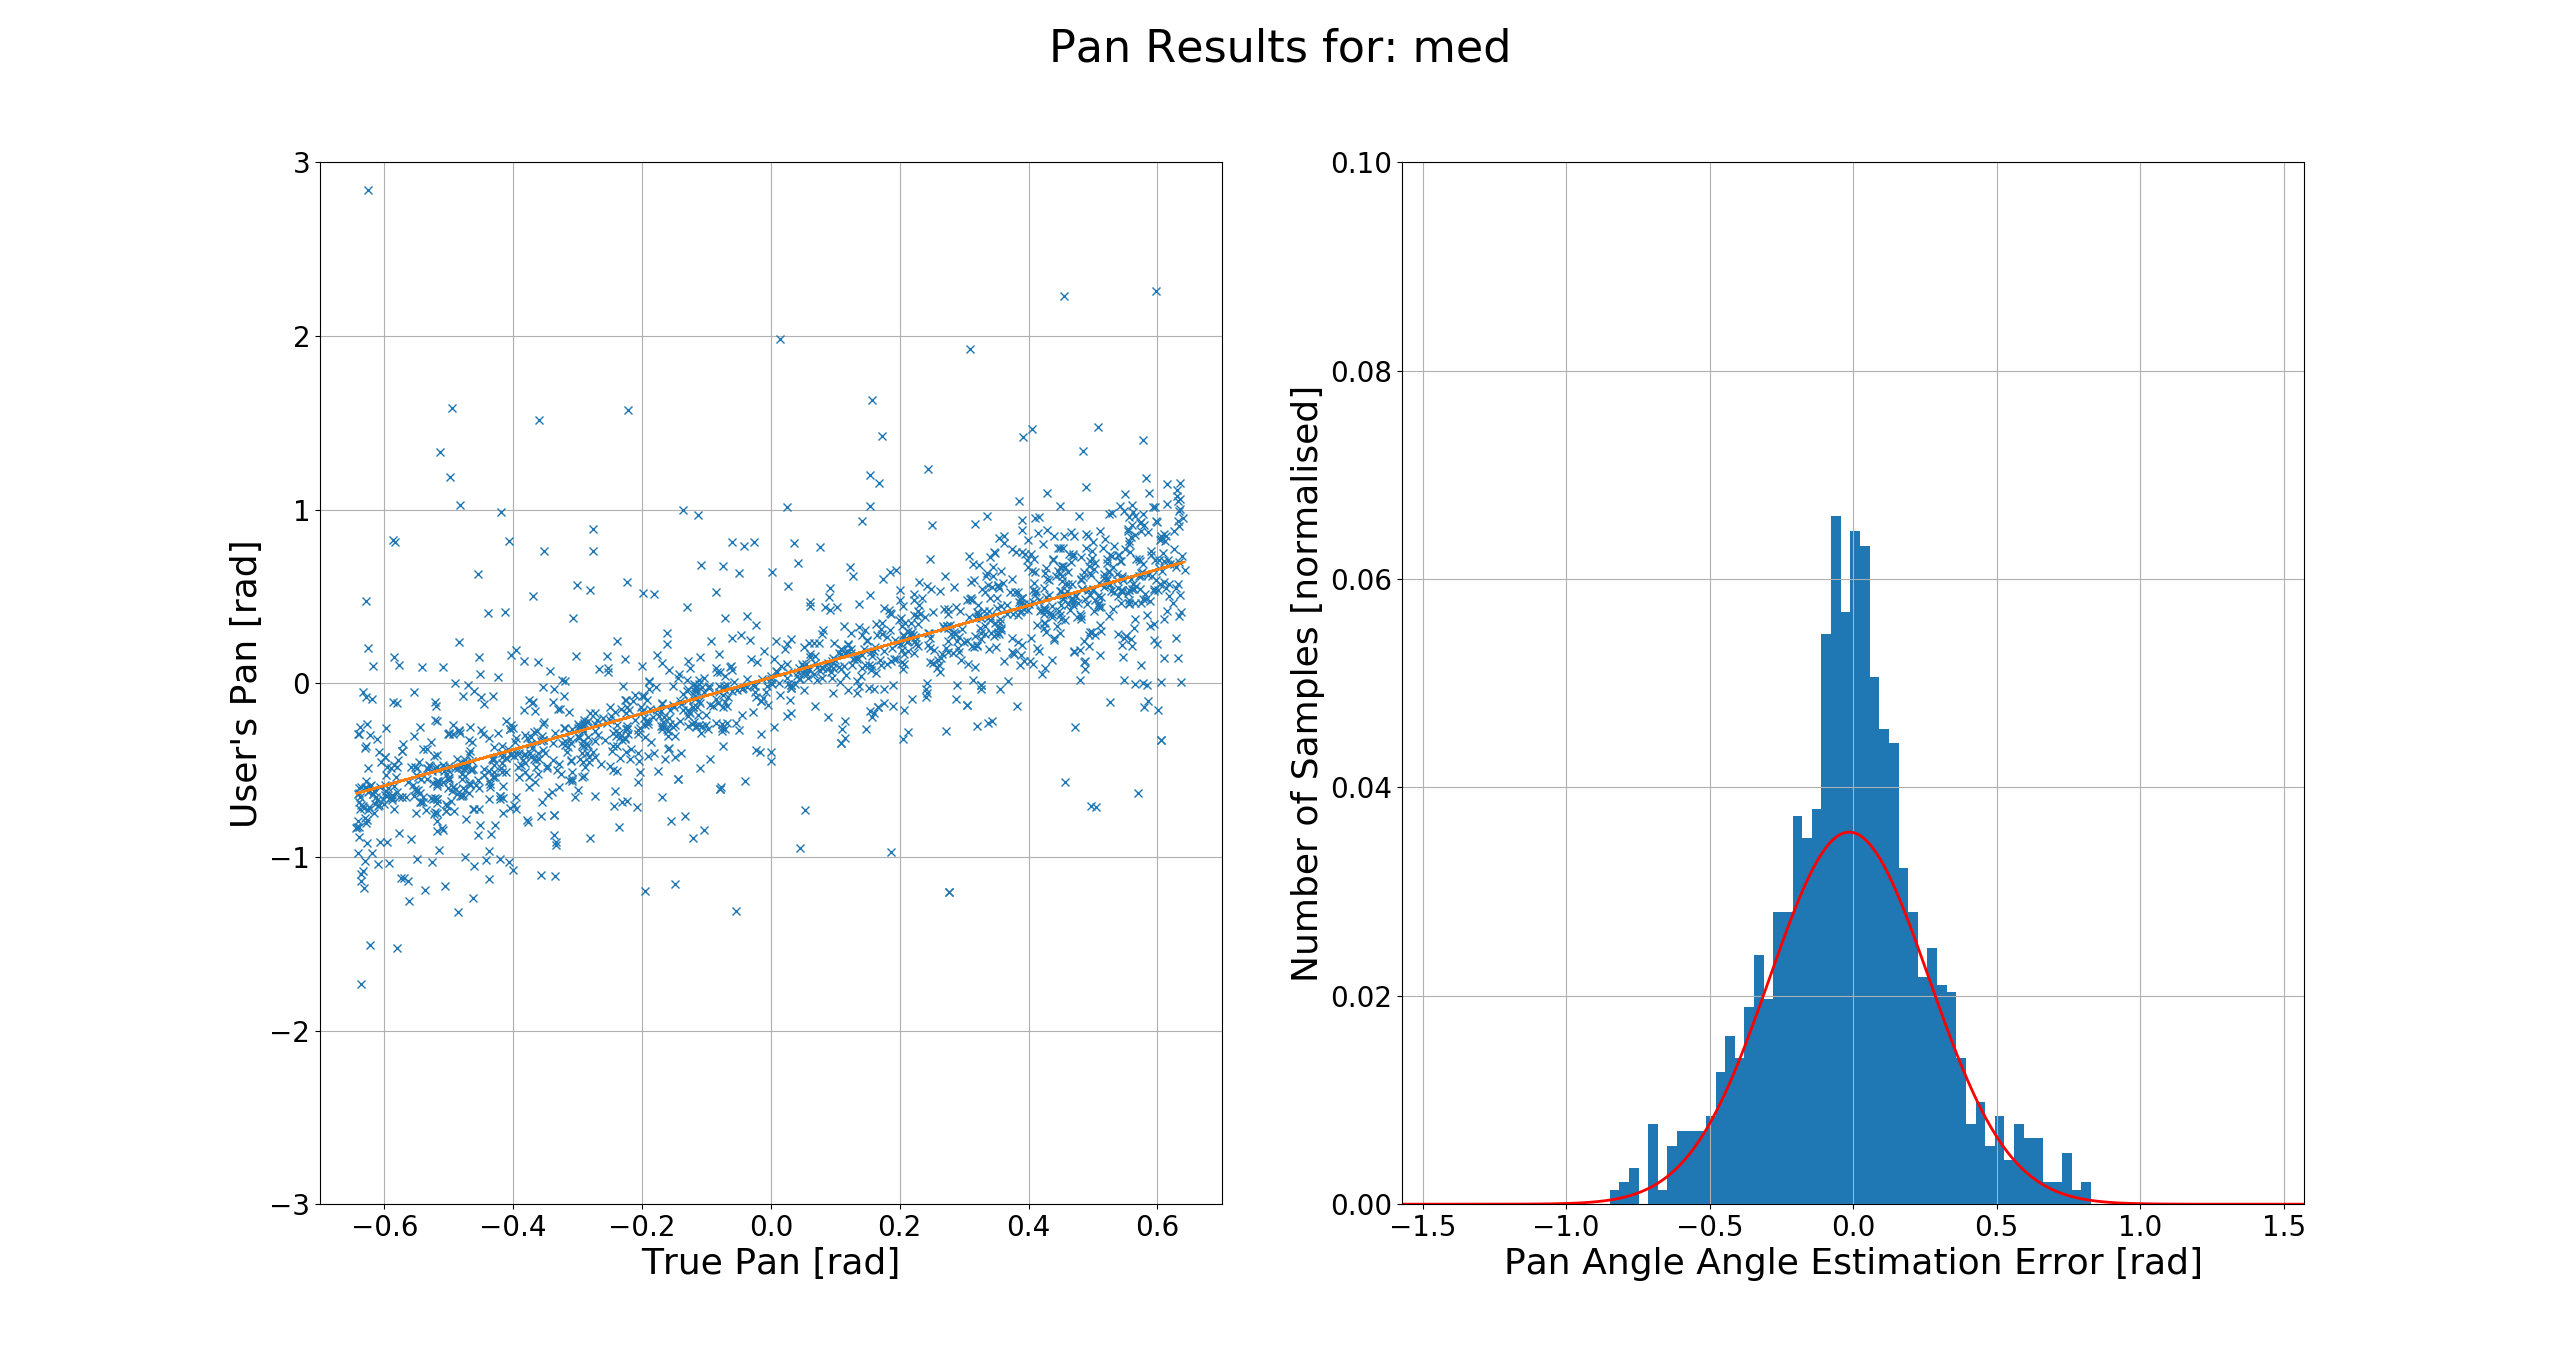 Pan Results for: med
3
2
1
0
−1
−2
−3
User's Pan [rad]
−0.6 −0.4 −0.2 0.0 0.2 0.4 0.6
True Pan [rad]
0.10
0.08
0.06
0.04
0.02
0.00
Number of Samples [normalised]
−1.5 −1.0 −0.5 0.0 0.5 1.0 1.5
Pan Angle Angle Estimation Error [rad]